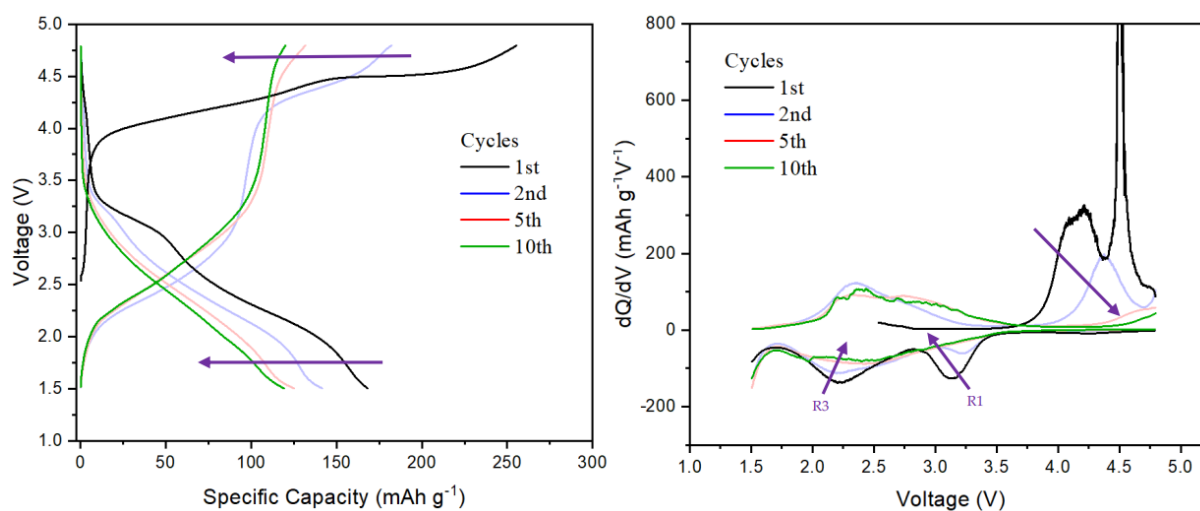 5.0
4.5
4.0
3.5
3.0
2.5
2.0
1.5
1.0
Voltage (V)
Cycles
1st
2nd
5th
10th
0 50 100 150 200 250 300
Specific Capacity (mAh g⁻¹)
800
600
400
200
0
-200
dQ/dV (mAh g⁻¹V⁻¹)
Cycles
1st
2nd
5th
10th
R3
R1
1.0 1.5 2.0 2.5 3.0 3.5 4.0 4.5 5.0
Voltage (V)